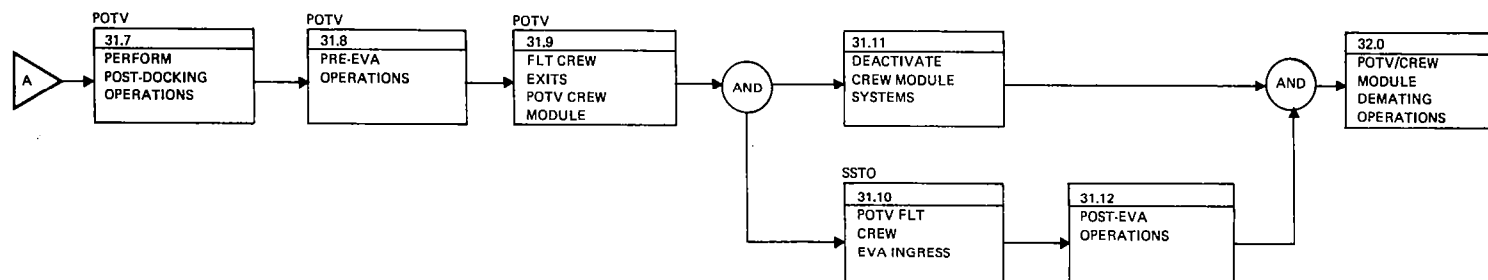 POTV
31.7
PERFORM
POST-DOCKING
OPERATIONS
A
POTV
31.8
PRE-EVA
OPERATIONS
POTV
31.9
FLT CREW
EXITS
POTV CREW
MODULE
AND
31.11
DEACTIVATE
CREW MODULE
SYSTEMS
SSTO
31.10
POTV FLT
CREW
EVA INGRESS
31.12
POST-EVA
OPERATIONS
AND
32.0
POTV/CREW
MODULE
DEMATING
OPERATIONS